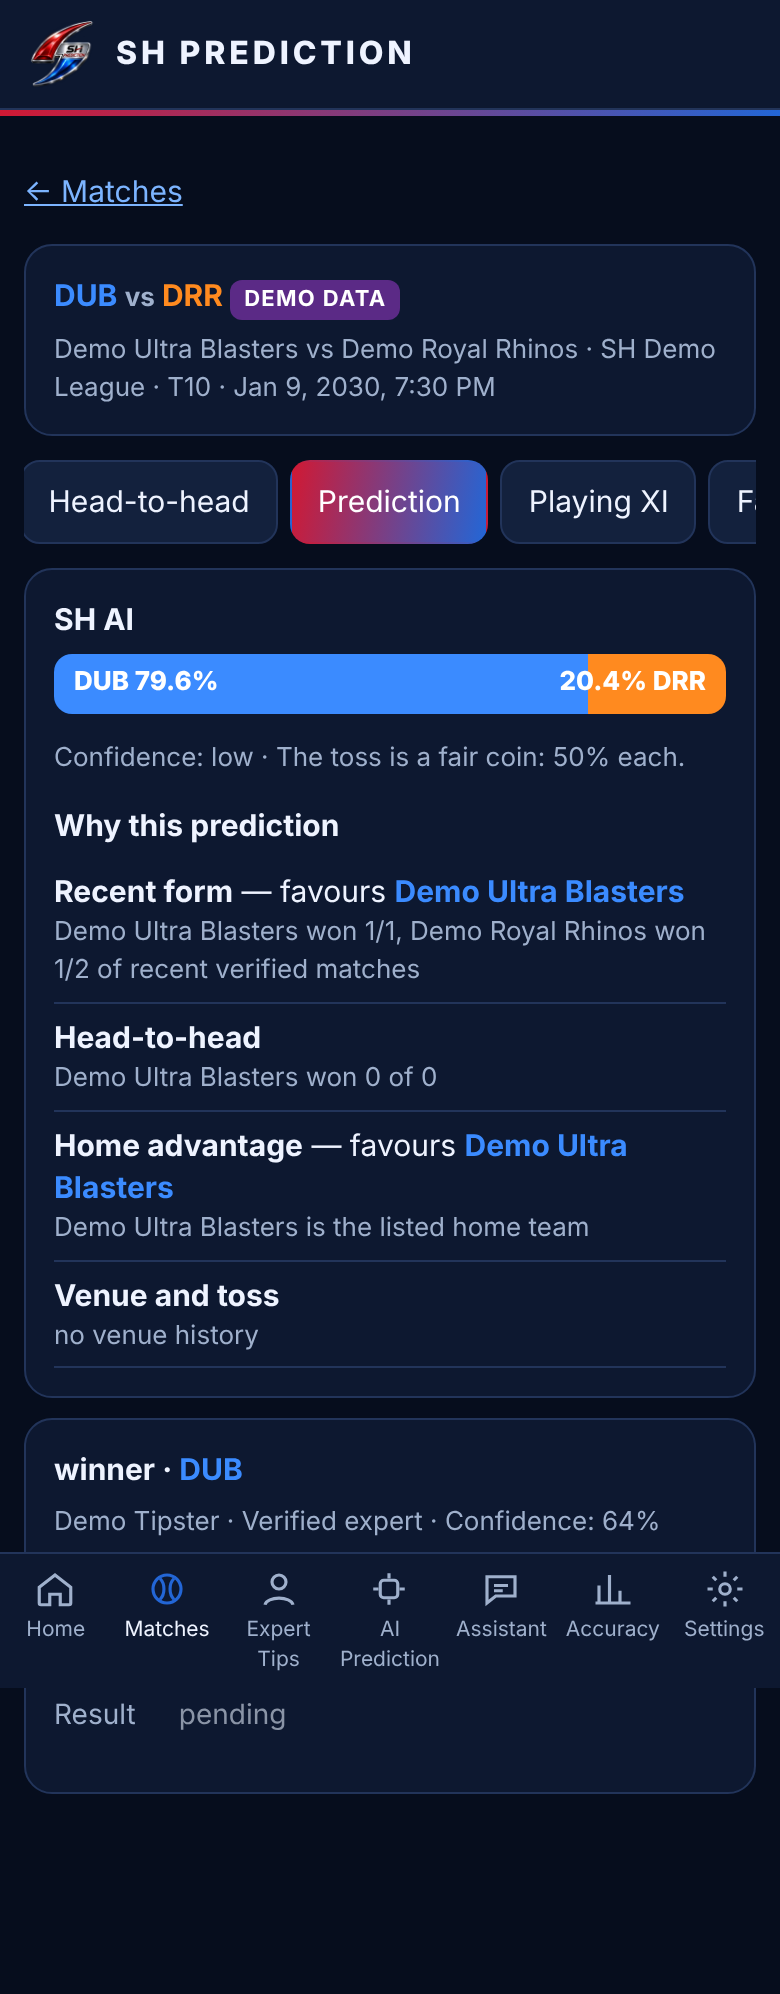 SH
SH PREDICTION
← Matches
DUB vs DRR DEMO DATA
Demo Ultra Blasters vs Demo Royal Rhinos · SH Demo
League · T10 · Jan 9, 2030, 7:30 PM
Head-to-head Prediction Playing XI
SH AI
DUB 79.6% 20.4% DRR
Confidence: low · The toss is a fair coin: 50% each.
Why this prediction
Recent form — favours Demo Ultra Blasters
Demo Ultra Blasters won 1/1, Demo Royal Rhinos won
1/2 of recent verified matches
Head-to-head
Demo Ultra Blasters won 0 of 0
Home advantage — favours Demo Ultra
Blasters
Demo Ultra Blasters is the listed home team
Venue and toss
no venue history
winner · DUB
Demo Tipster · Verified expert · Confidence: 64%
Home Matches Expert Tips AI Prediction Assistant Accuracy Settings
Result pending